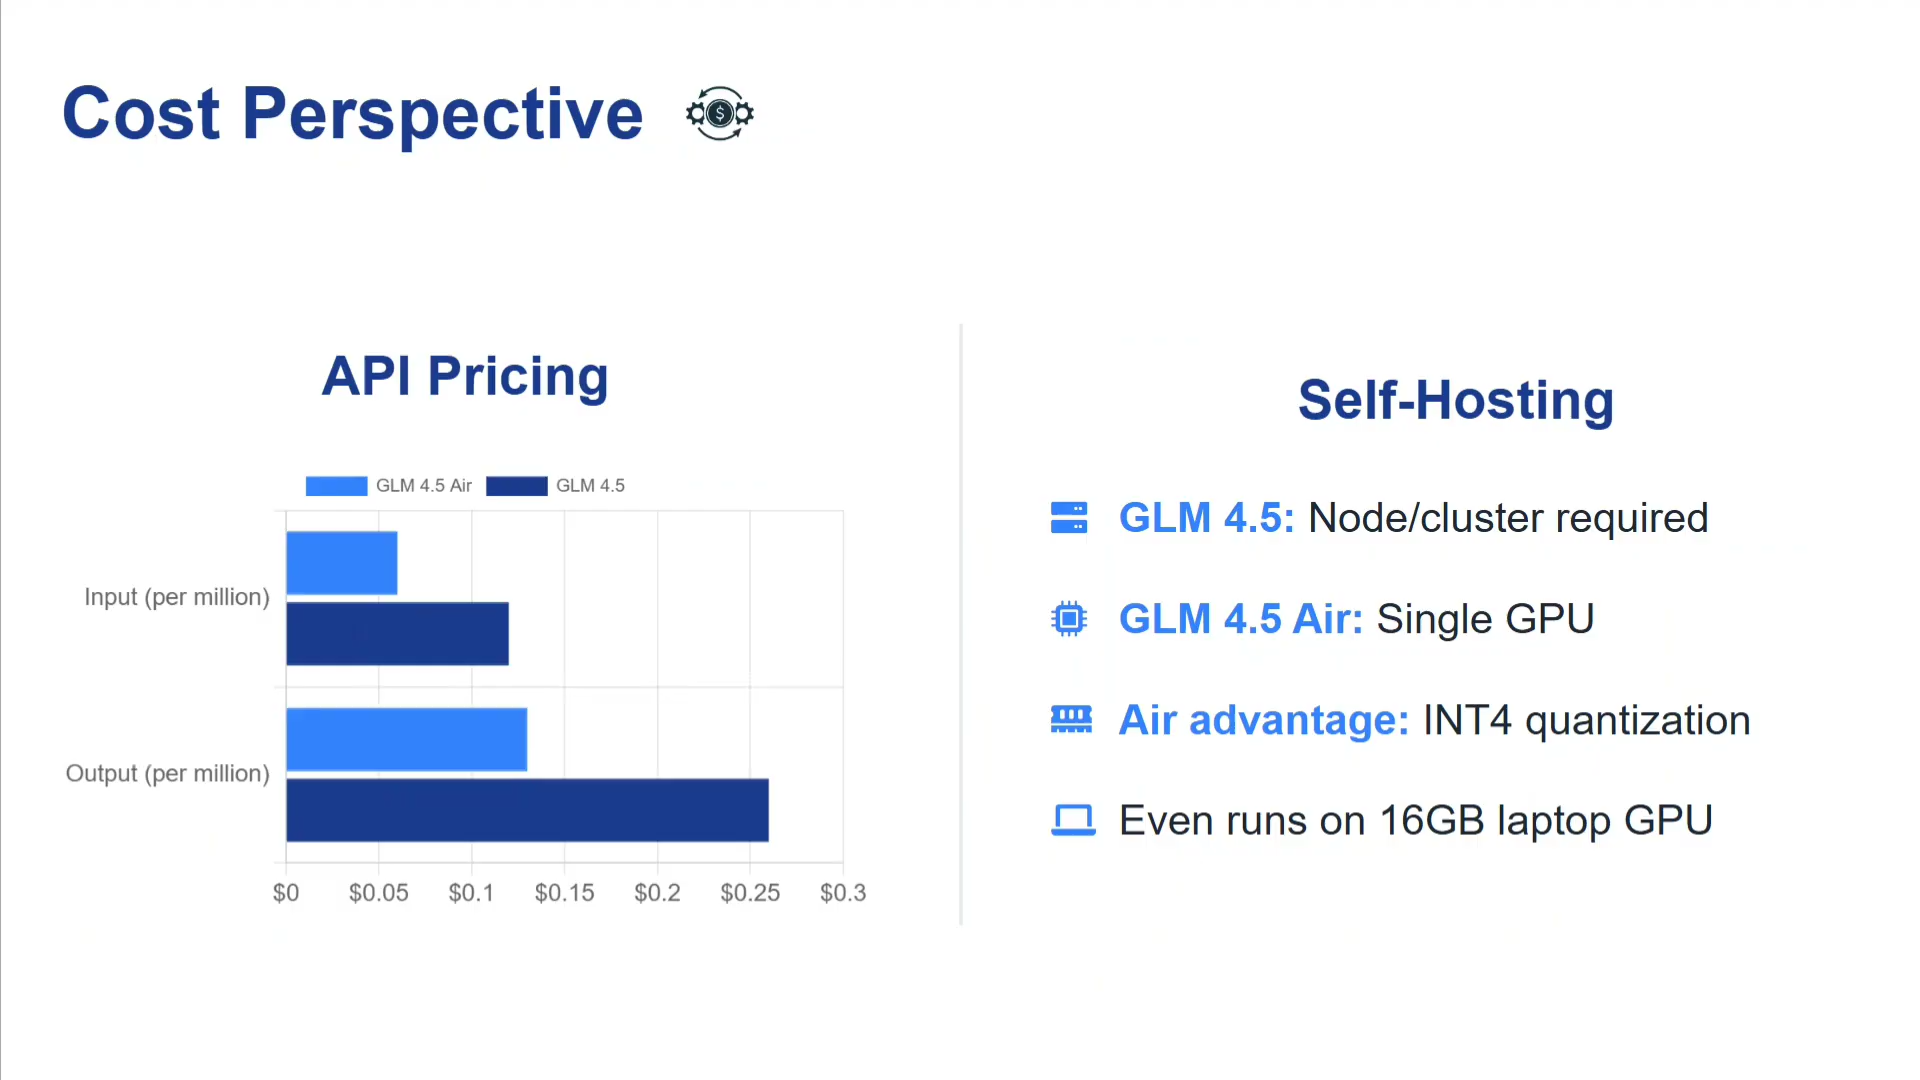 Cost Perspective
$
API Pricing
GLM 4.5 Air
GLM 4.5
Input (per million)
Output (per million)
$0
$0.05
$0.1
$0.15
$0.2
$0.25
$0.3
Self-Hosting
GLM 4.5: Node/cluster required
GLM 4.5 Air: Single GPU
Air advantage: INT4 quantization
Even runs on 16GB laptop GPU